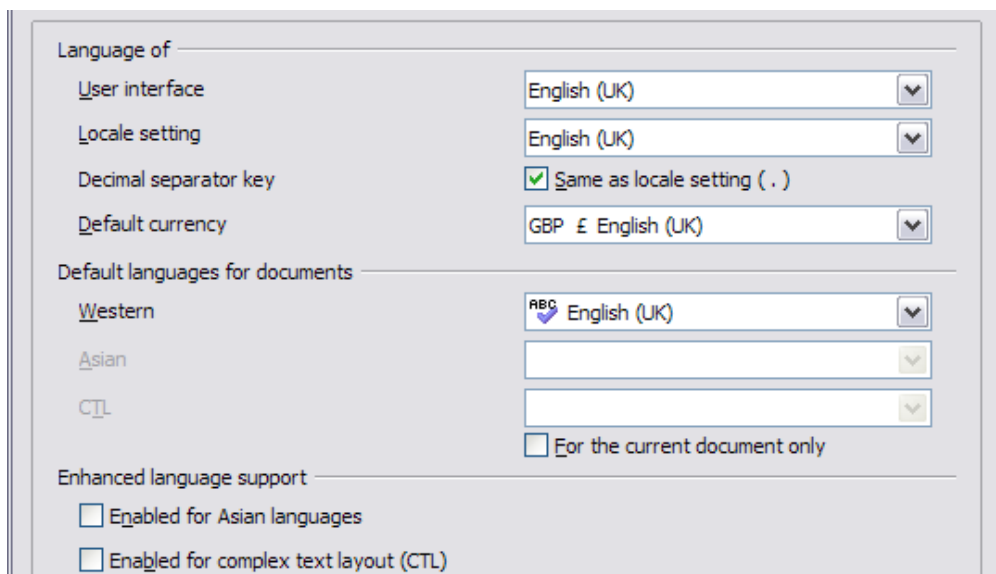 Language of
User interface English (UK)
Locale setting English (UK)
Decimal separator key Same as locale setting ( . )
Default currency GBP £ English (UK)
Default languages for documents
Western ABC English (UK)
Asian
CTL
For the current document only
Enhanced language support
Enabled for Asian languages
Enabled for complex text layout (CTL)